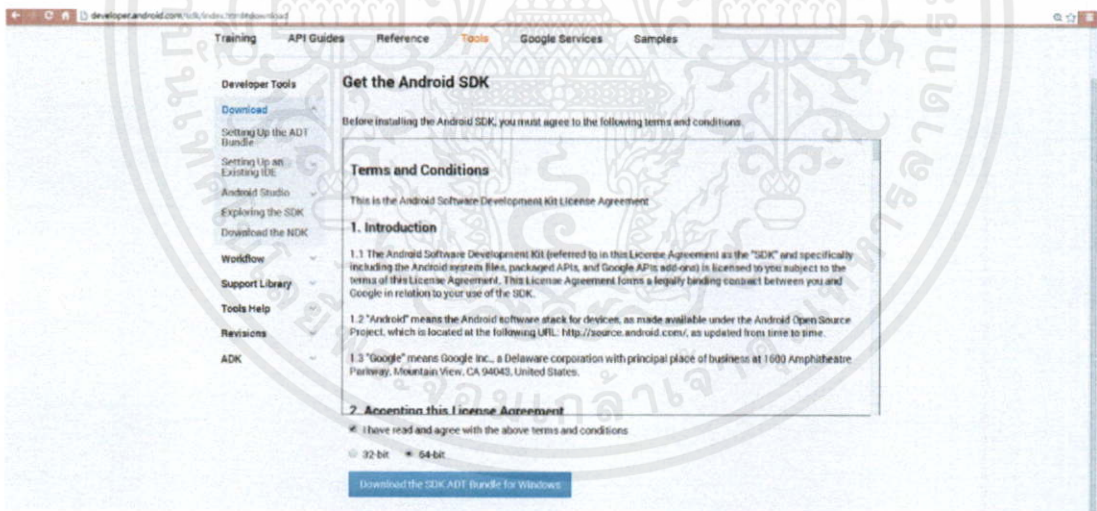 developer.android.com/sdk/index.html#download
Training API Guides Reference Tools Google Services Samples
Developer Tools
Download
Setting Up the ADT
Bundle
Setting Up an
Existing IDE
Android Studio
Exploring the SDK
Download the NDK
Workflow
Support Library
Tools Help
Revisions
ADK
Get the Android SDK
Before installing the Android SDK, you must agree to the following terms and conditions.
Terms and Conditions
This is the Android Software Development Kit License Agreement
1. Introduction
1.1 The Android Software Development Kit (referred to in this License Agreement as the "SDK" and specifically
including the Android system files, packaged APIs, and Google APIs add-ons) is licensed to you subject to the
terms of this License Agreement. This License Agreement forms a legally binding contract between you and
Google in relation to your use of the SDK.
1.2 "Android" means the Android software stack for devices, as made available under the Android Open Source
Project, which is located at the following URL: http://source.android.com/, as updated from time to time.
1.3 "Google" means Google Inc., a Delaware corporation with principal place of business at 1600 Amphitheatre
Parkway, Mountain View, CA 94043, United States.
2. Accepting this License Agreement
I have read and agree with the above terms and conditions
32-bit 64-bit
Download the SDK ADT Bundle for Windows